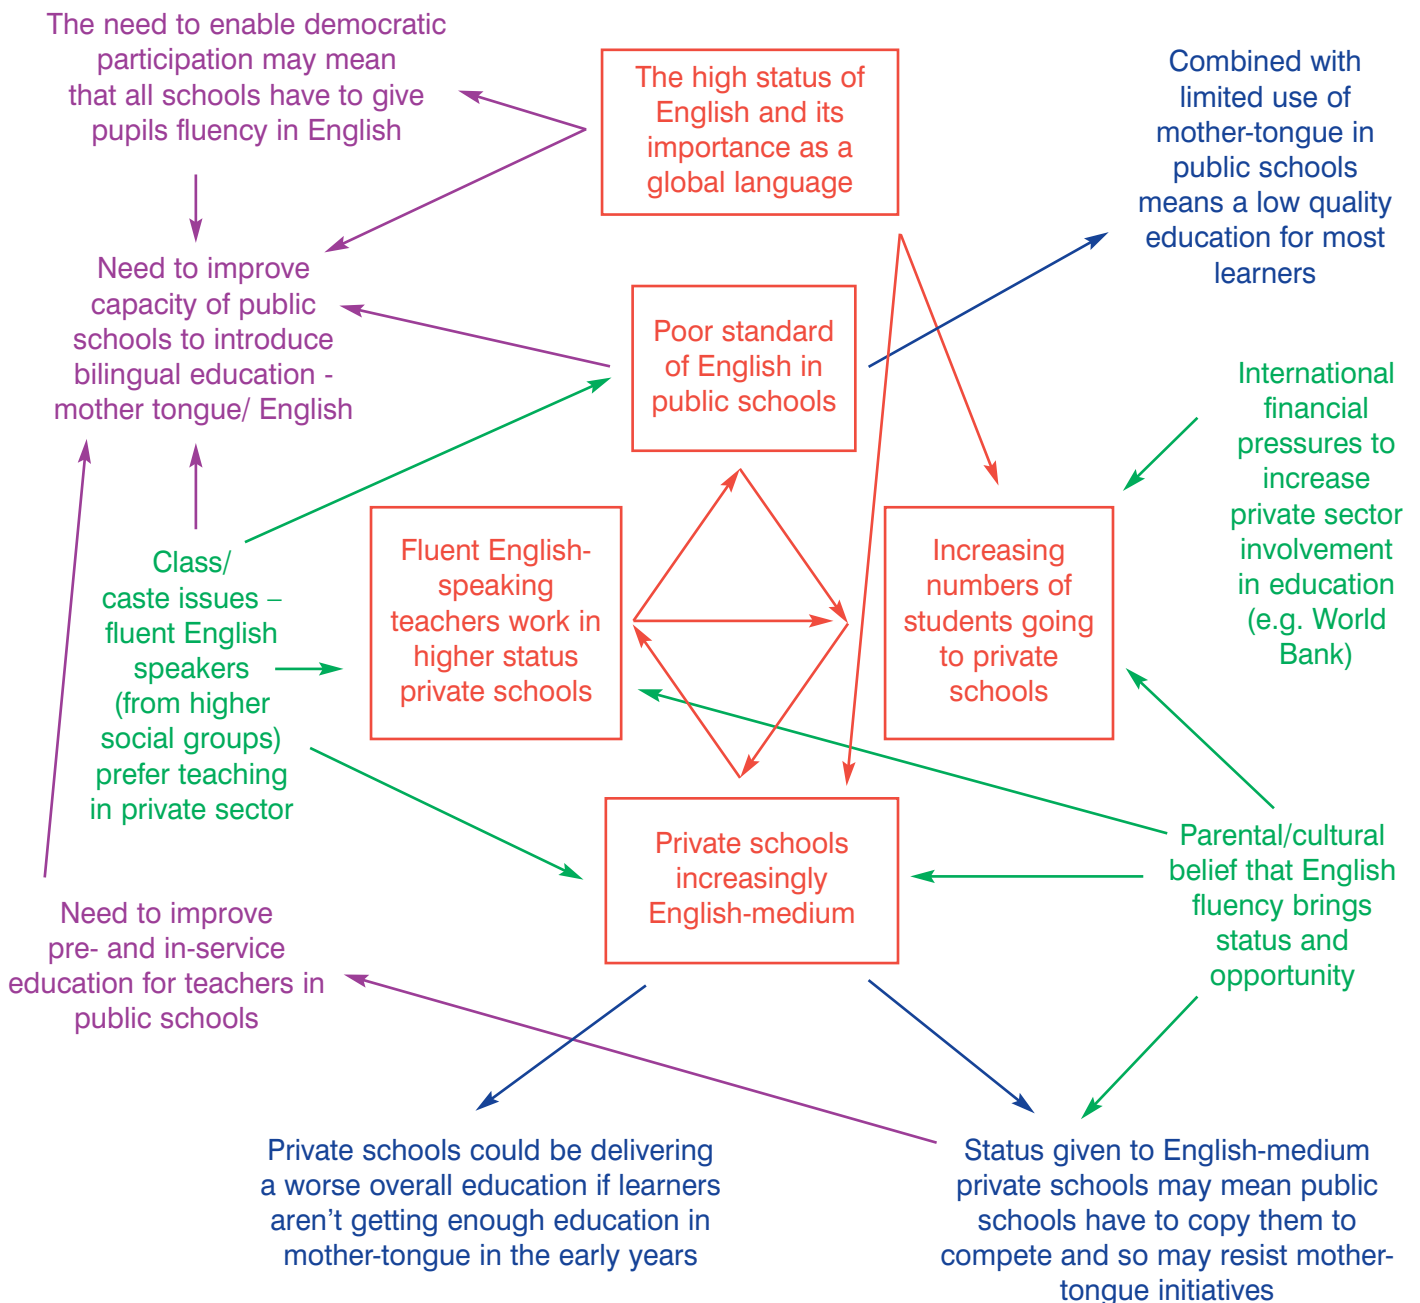 The need to enable democratic
participation may mean
that all schools have to give
pupils fluency in English
The high status of
English and its
importance as a
global language
Combined with
limited use of
mother-tongue in
public schools
means a low quality
education for most
learners
Need to improve
capacity of public
schools to introduce
bilingual education -
mother tongue/ English
Poor standard
of English in
public schools
International
financial
pressures to
increase
private sector
involvement
in education
(e.g. World
Bank)
Class/
caste issues –
fluent English
speakers
(from higher
social groups)
prefer teaching
in private sector
Fluent English-
speaking
teachers work in
higher status
private schools
Increasing
numbers of
students going
to private
schools
Private schools
increasingly
English-medium
Parental/cultural
belief that English
fluency brings
status and
opportunity
Need to improve
pre- and in-service
education for teachers in
public schools
Private schools could be delivering
a worse overall education if learners
aren’t getting enough education in
mother-tongue in the early years
Status given to English-medium
private schools may mean public
schools have to copy them to
compete and so may resist mother-
tongue initiatives